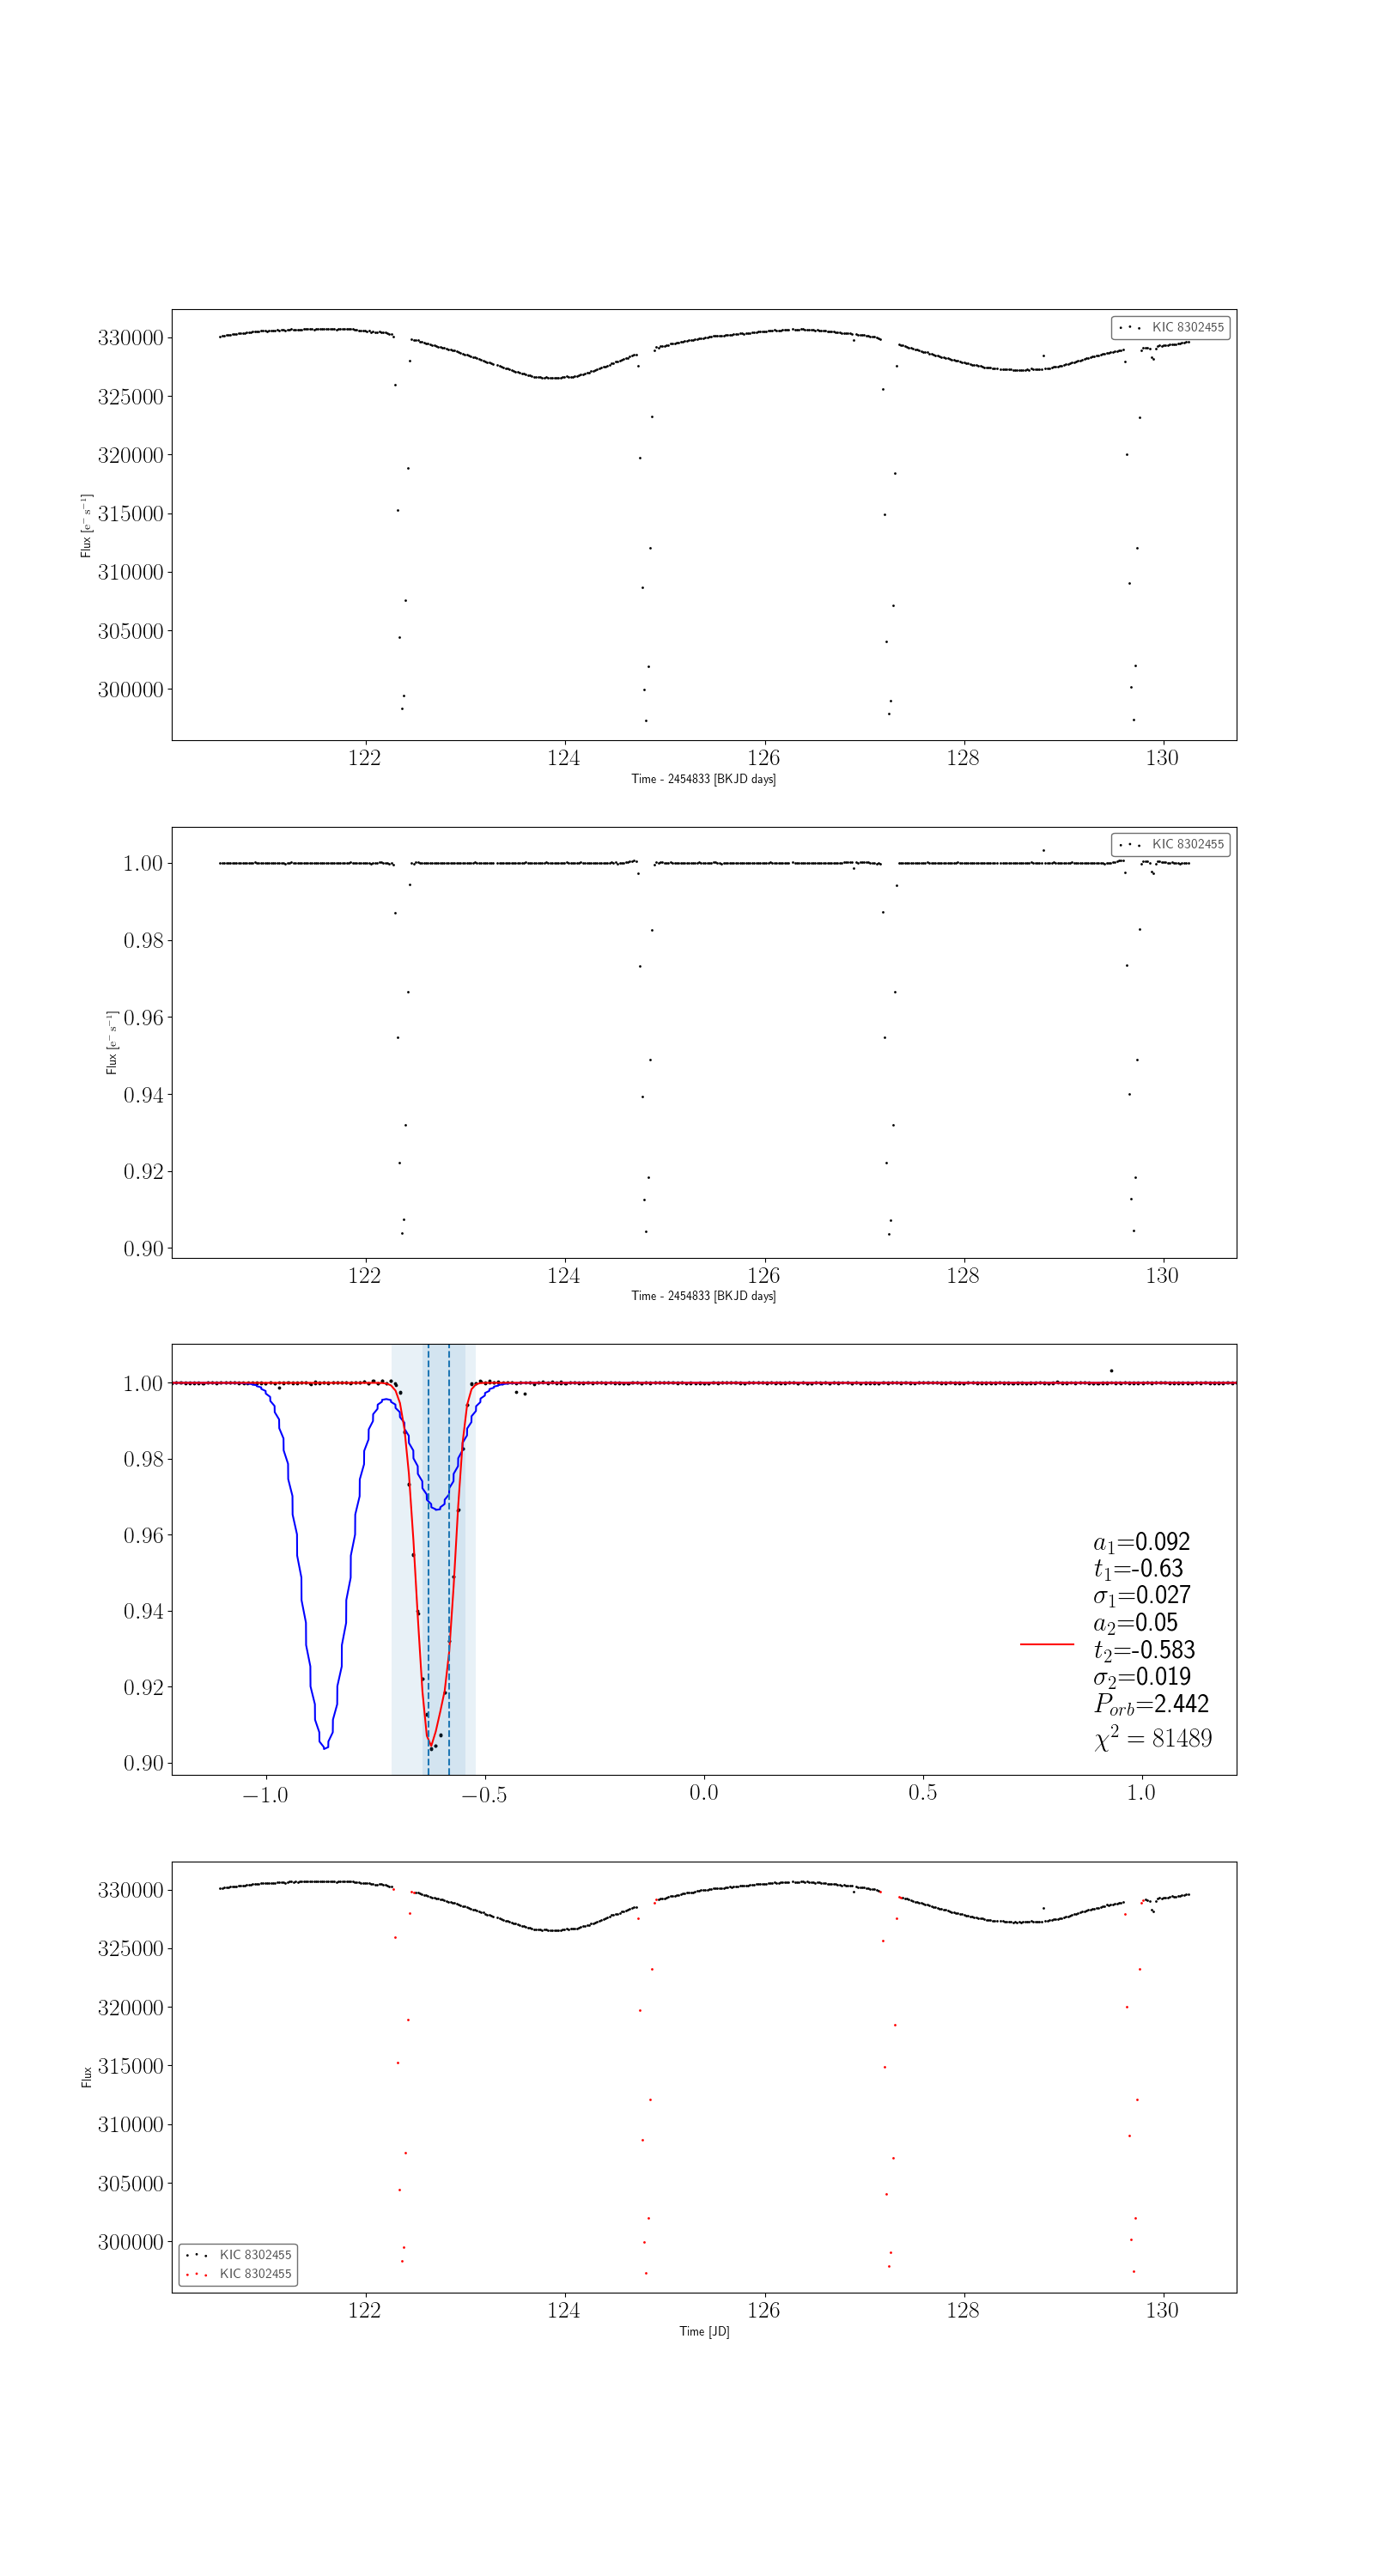 KIC 8302455
330000
325000
320000
315000
310000
305000
300000
Flux [e⁻ s⁻¹]
122 124 126 128 130
Time - 2454833 [BKJD days]
KIC 8302455
1.00
0.98
0.96
0.94
0.92
0.90
Flux [e⁻ s⁻¹]
122 124 126 128 130
Time - 2454833 [BKJD days]
1.00
0.98
0.96
0.94
0.92
0.90
a₁=0.092
t₁=-0.63
σ₁=0.027
a₂=0.05
t₂=-0.583
σ₂=0.019
P_orb=2.442
χ² = 81489
−1.0 −0.5 0.0 0.5 1.0
330000
325000
320000
315000
310000
305000
300000
Flux
KIC 8302455
KIC 8302455
122 124 126 128 130
Time [JD]